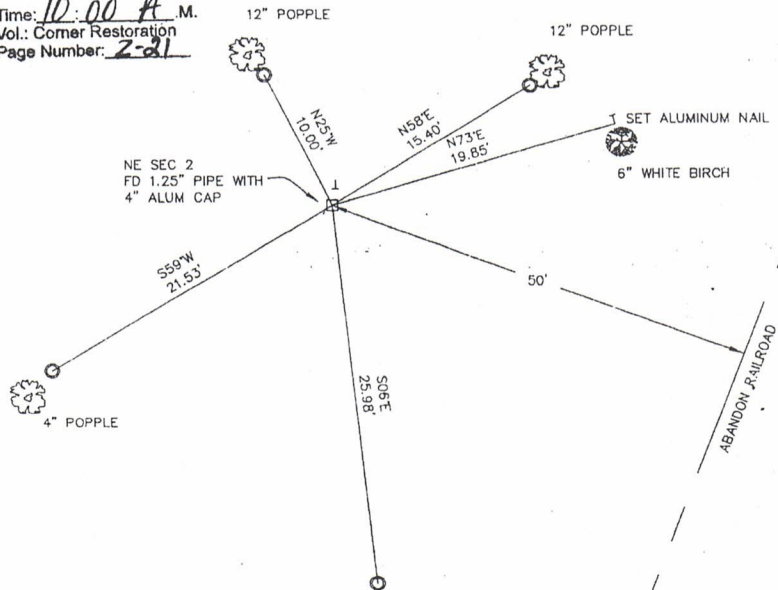 Time: 10:00 A .M.
Vol.: Corner Restoration
Page Number: Z-21
12" POPPLE
12" POPPLE
N25°W
10.00'
N58°E
15.40'
N73°E
19.85'
SET ALUMINUM NAIL
6" WHITE BIRCH
NE SEC 2
FD 1.25" PIPE WITH
4" ALUM CAP
S59°W
21.53'
50'
S06°E
25.98'
4" POPPLE
ABANDON RAILROAD